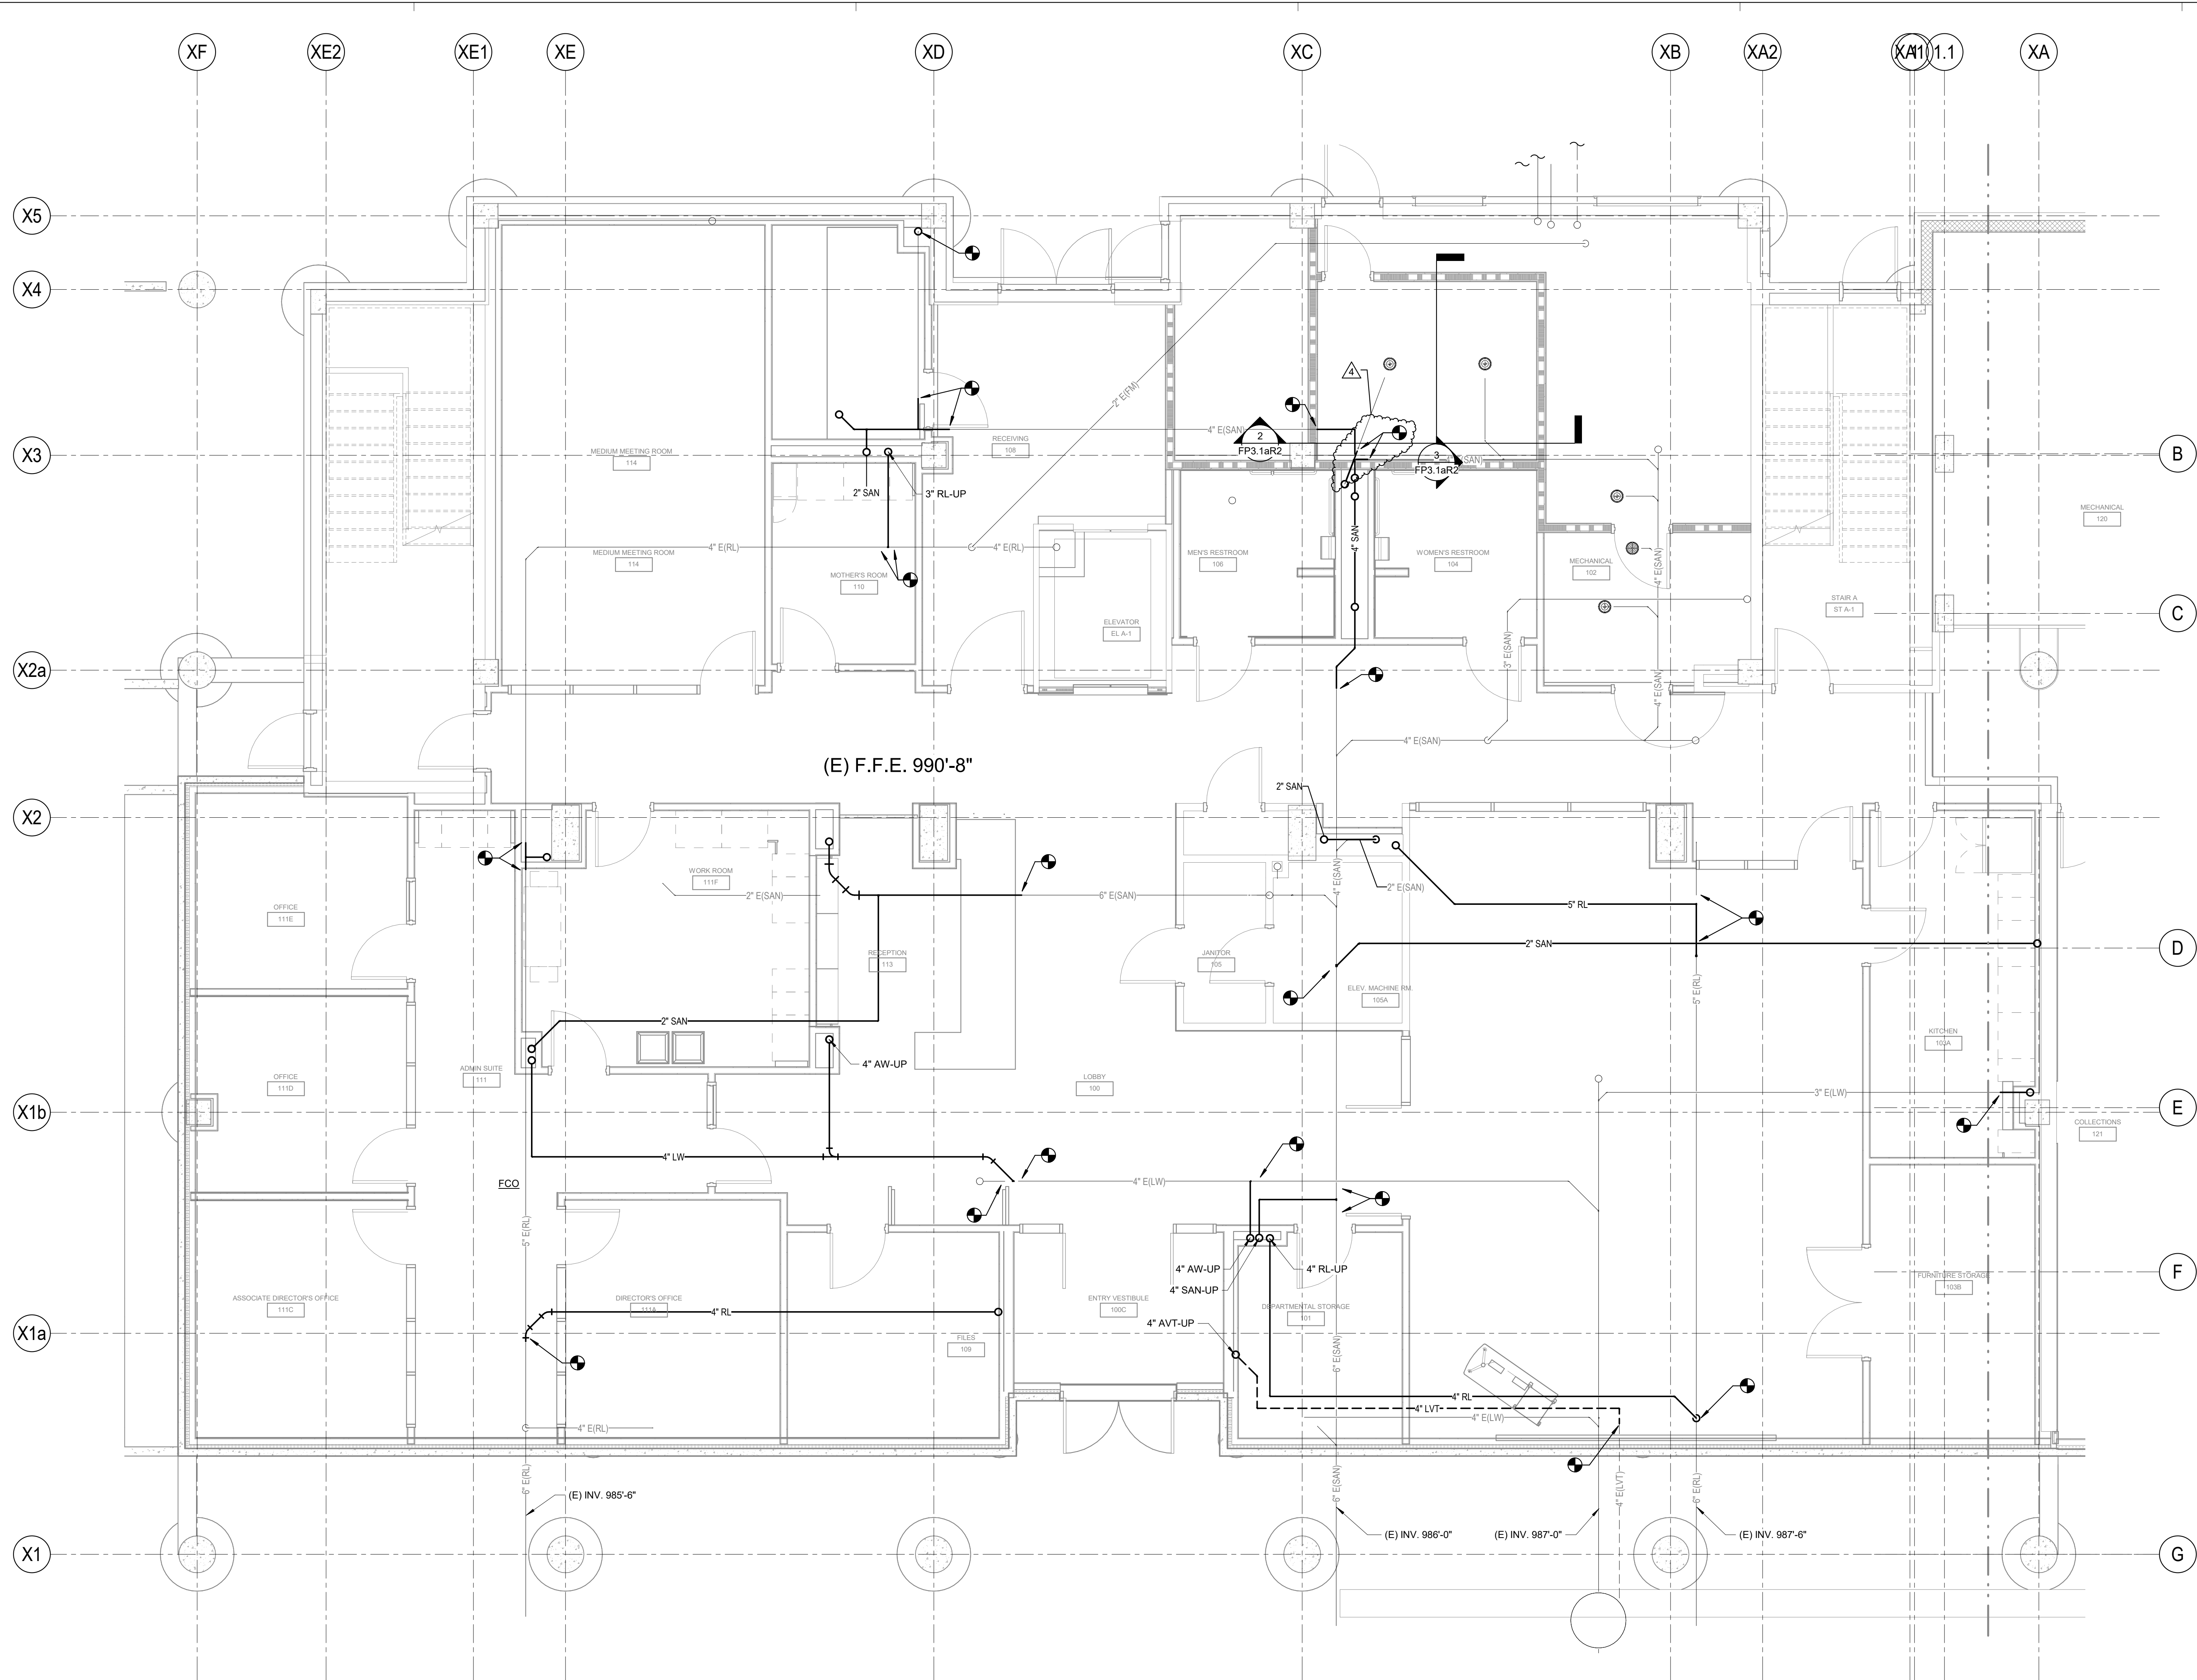 XF
XE2
XE1
XE
XD
XC
XB
XA2
1.1
XA
X5
X4
4
2" E(FM)
4" E(SAN)
2
FP3.1aR2
3
FP3.1aR2
X3
B
MEDIUM MEETING ROOM
114
RECEIVING
108
2" SAN
3" RL-UP
MECHANICAL
120
4" SAN
4" E(RL)
4" E(RL)
MEDIUM MEETING ROOM
114
MOTHER'S ROOM
110
MEN'S RESTROOM
106
WOMEN'S RESTROOM
104
MECHANICAL
102
4" E(SAN)
STAIR A
ST A-1
C
ELEVATOR
EL A-1
3" E(SAN)
4" E(SAN)
X2a
4" E(SAN)
(E) F.F.E. 990'-8"
2" SAN
X2
WORK ROOM
111F
2" E(SAN)
6" E(SAN)
4" E(SAN)
2" E(SAN)
5" RL
OFFICE
111E
RECEPTION
113
JANITOR
105
2" SAN
D
ELEV. MACHINE RM.
105A
5" E(RL)
2" SAN
KITCHEN
103A
4" AW-UP
ADMIN SUITE
111
OFFICE
111D
LOBBY
100
3" E(LW)
X1b
E
COLLECTIONS
121
4" LW
FCO
4" E(LW)
5" E(RL)
4" AW-UP
4" RL-UP
4" SAN-UP
F
FURNITURE STORAGE
103B
ASSOCIATE DIRECTOR'S OFFICE
111C
DIRECTOR'S OFFICE
111A
4" RL
ENTRY VESTIBULE
100C
DEPARTMENTAL STORAGE
101
4" AVT-UP
X1a
FILES
109
6" E(SAN)
4" RL
4" LVT
4" E(LW)
4" E(RL)
6" E(RL)
(E) INV. 985'-6"
6" E(SAN)
4" E(LVT)
6" E(RL)
(E) INV. 986'-0"
(E) INV. 987'-0"
(E) INV. 987'-6"
X1
G